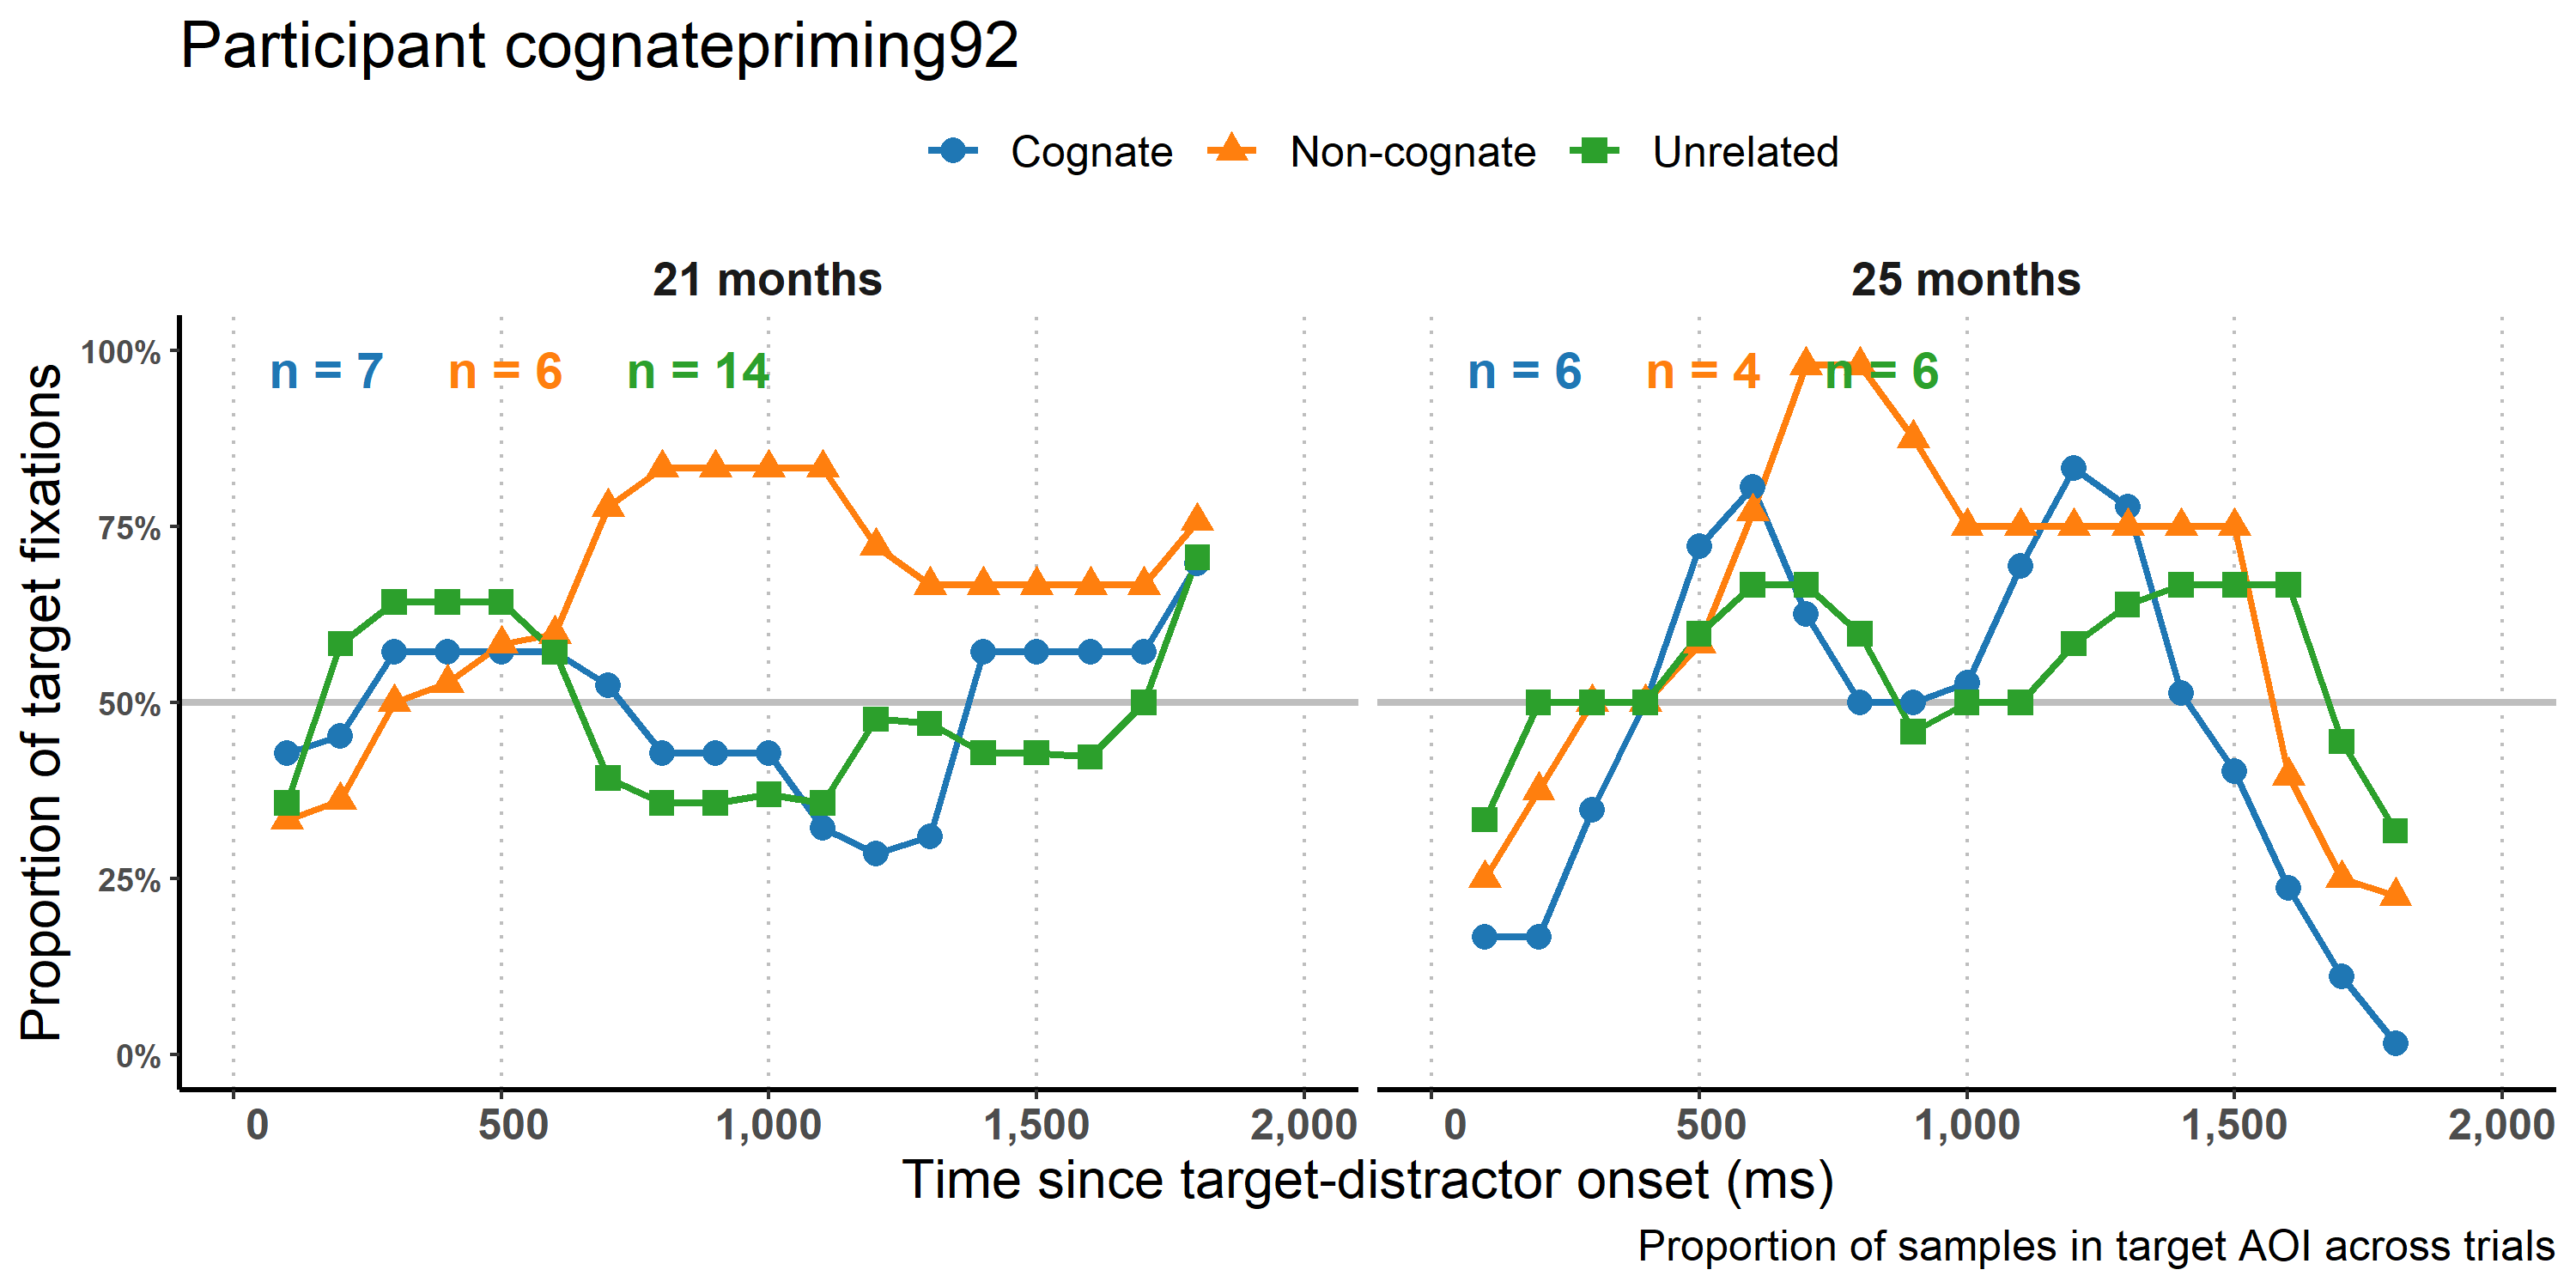 Participant cognatepriming92
Cognate Non-cognate Unrelated
21 months 25 months
n = 7 n = 6 n = 14 n = 6 n = 4 n = 6
100%
75%
50%
25%
0%
Proportion of target fixations
0 500 1,000 1,500 2,000 0 500 1,000 1,500 2,000
Time since target-distractor onset (ms)
Proportion of samples in target AOI across trials